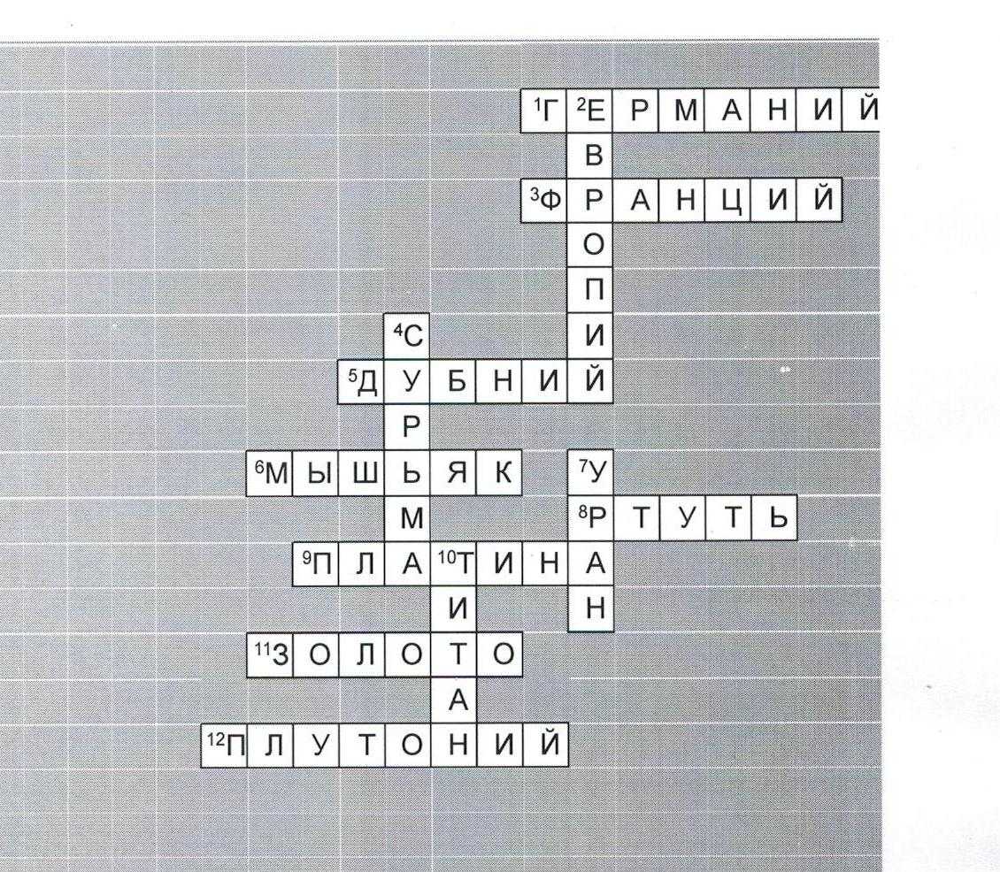 ¹Г ²Е Р М А Н И Й
В
³Ф Р А Н Ц И Й
О
П
⁴С И
⁵Д У Б Н И Й
Р
⁶М Ы Ш Ь Я К ⁷У
М ⁸Р Т У Т Ь
⁹П Л А ¹⁰Т И Н А
И Н
¹¹З О Л О Т О
А
¹²П Л У Т О Н И Й